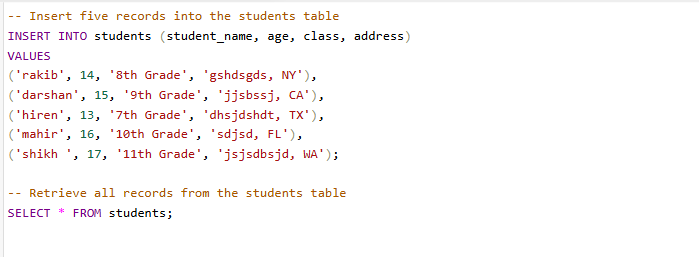 -- Insert five records into the students table
INSERT INTO students (student_name, age, class, address)
VALUES
('rakib', 14, '8th Grade', 'gshdsgds, NY'),
('darshan', 15, '9th Grade', 'jjsbssj, CA'),
('hiren', 13, '7th Grade', 'dhsjdshdt, TX'),
('mahir', 16, '10th Grade', 'sdjsd, FL'),
('shikh ', 17, '11th Grade', 'jsjsdbsjd, WA');
-- Retrieve all records from the students table
SELECT * FROM students;